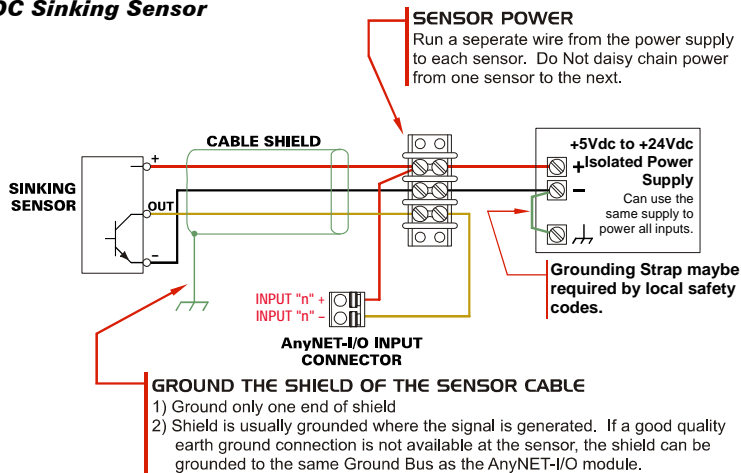 DC Sinking Sensor
SENSOR POWER
Run a seperate wire from the power supply
to each sensor.  Do Not daisy chain power
from one sensor to the next.
CABLE SHIELD
SINKING
SENSOR
+
OUT
–
+5Vdc to +24Vdc
Isolated Power
Supply
Can use the
same supply to
power all inputs.
+
–
Grounding Strap maybe
required by local safety
codes.
INPUT "n" +
INPUT "n" –
AnyNET-I/O INPUT
CONNECTOR
GROUND THE SHIELD OF THE SENSOR CABLE
1) Ground only one end of shield
2) Shield is usually grounded where the signal is generated.  If a good quality
earth ground connection is not available at the sensor, the shield can be
grounded to the same Ground Bus as the AnyNET-I/O module.